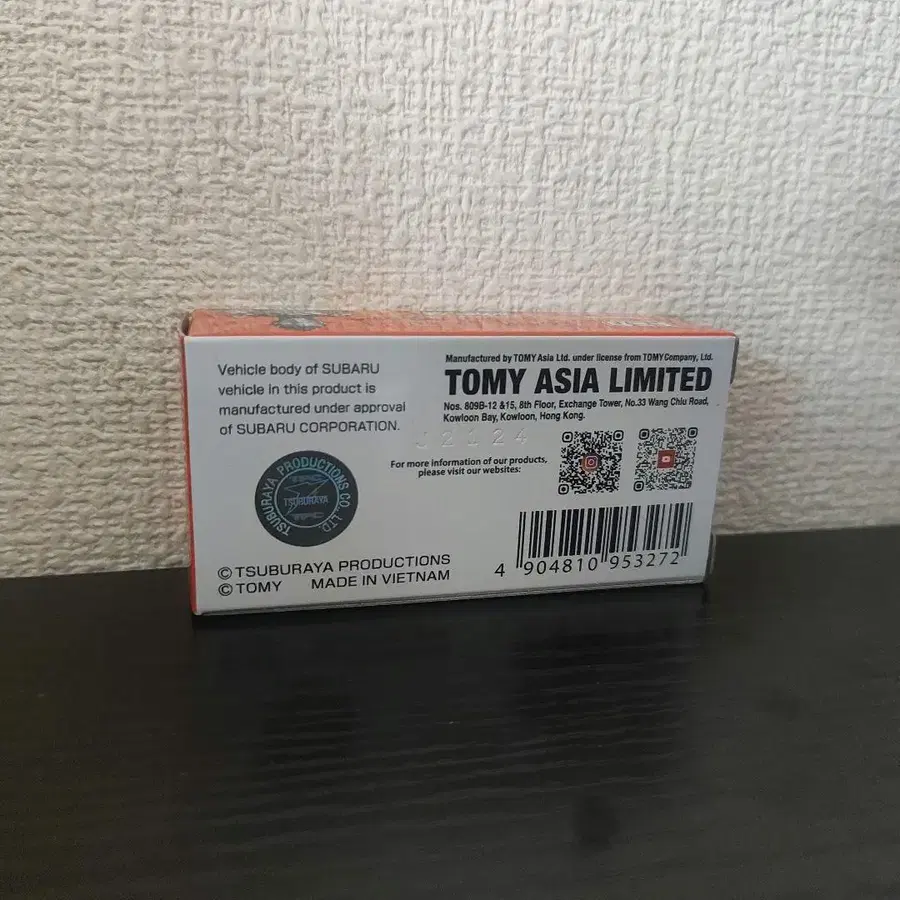 Vehicle body of SUBARU
vehicle in this product is
manufactured under approval
of SUBARU CORPORATION.
Manufactured by TOMY Asia Ltd. under license from TOMY Company, Ltd.
TOMY ASIA LIMITED
Nos. 809B-12 &15, 8th Floor, Exchange Tower, No.33 Wang Chiu Road,
Kowloon Bay, Kowloon, Hong Kong.
For more information of our products,
please visit our websites:
TSUBURAYA PRODUCTIONS CO., LTD.
TSUBURAYA
© TSUBURAYA PRODUCTIONS
© TOMY MADE IN VIETNAM
4 904810 953272